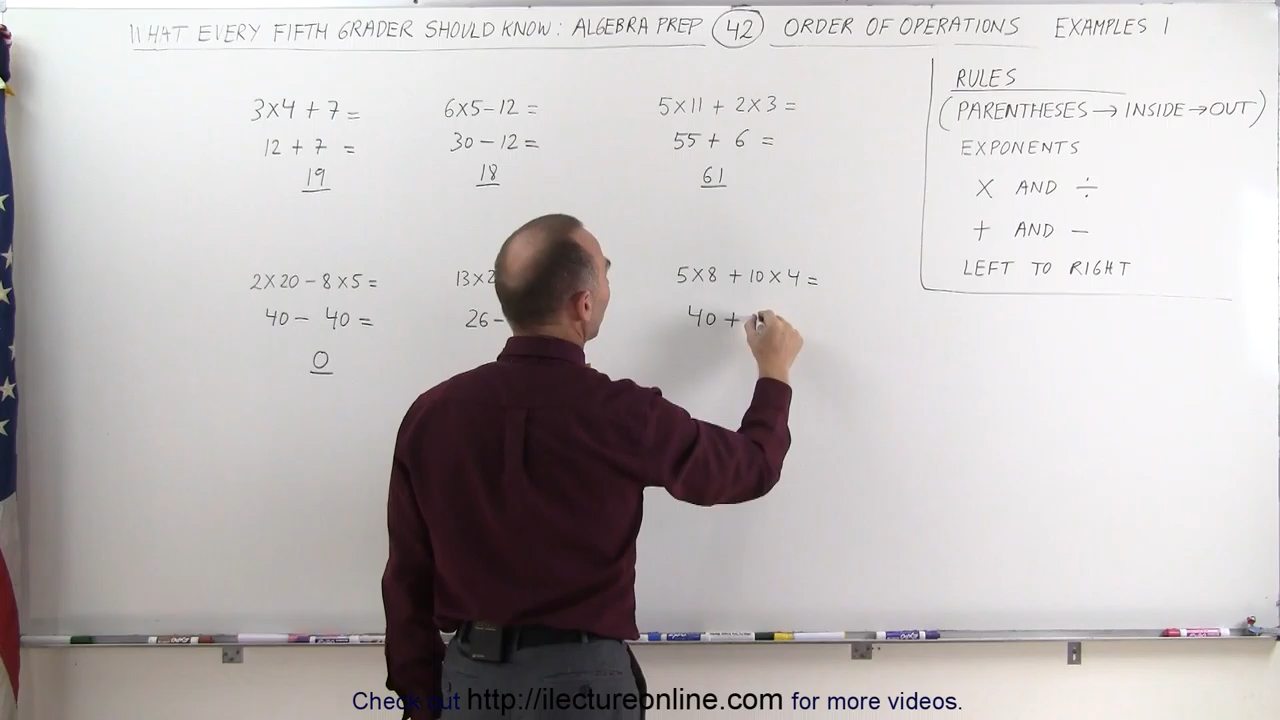 WHAT EVERY FIFTH GRADER SHOULD KNOW: ALGEBRA PREP 42 ORDER OF OPERATIONS EXAMPLES 1
3×4 + 7 =
12 + 7 =
19
6×5-12 =
30 - 12 =
18
5×11 + 2×3 =
55 + 6 =
61
2×20 - 8×5 =
40 - 40 =
0
13×2
26 -
5×8 + 10×4 =
40 +
RULES
(PARENTHESES → INSIDE → OUT)
EXPONENTS
× AND ÷
+ AND -
LEFT TO RIGHT
Check out http://ilectureonline.com for more videos.